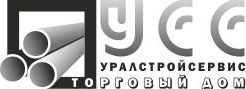 УСС
УРАЛСТРОЙСЕРВИС
ТОРГОВЫЙ ДОМ